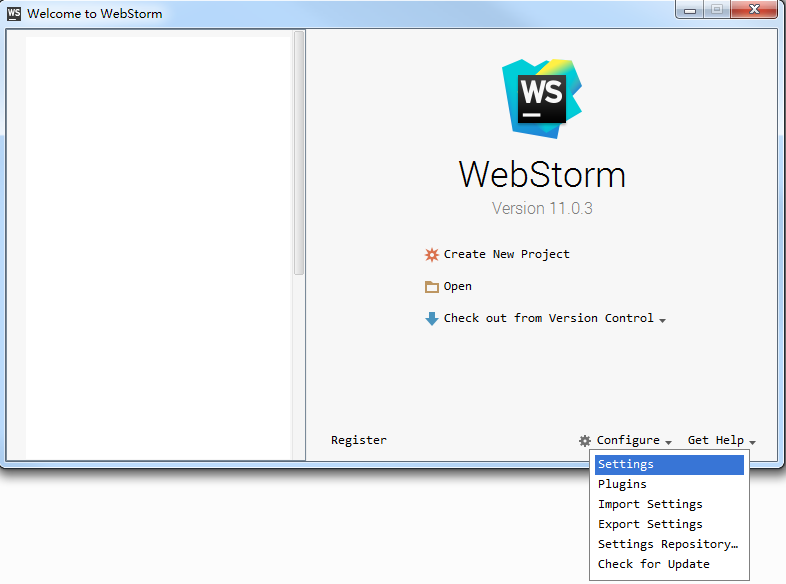 WS Welcome to WebStorm
WS
WebStorm
Version 11.0.3
Create New Project
Open
Check out from Version Control
Register
Configure
Get Help
Settings
Plugins
Import Settings
Export Settings
Settings Repository…
Check for Update